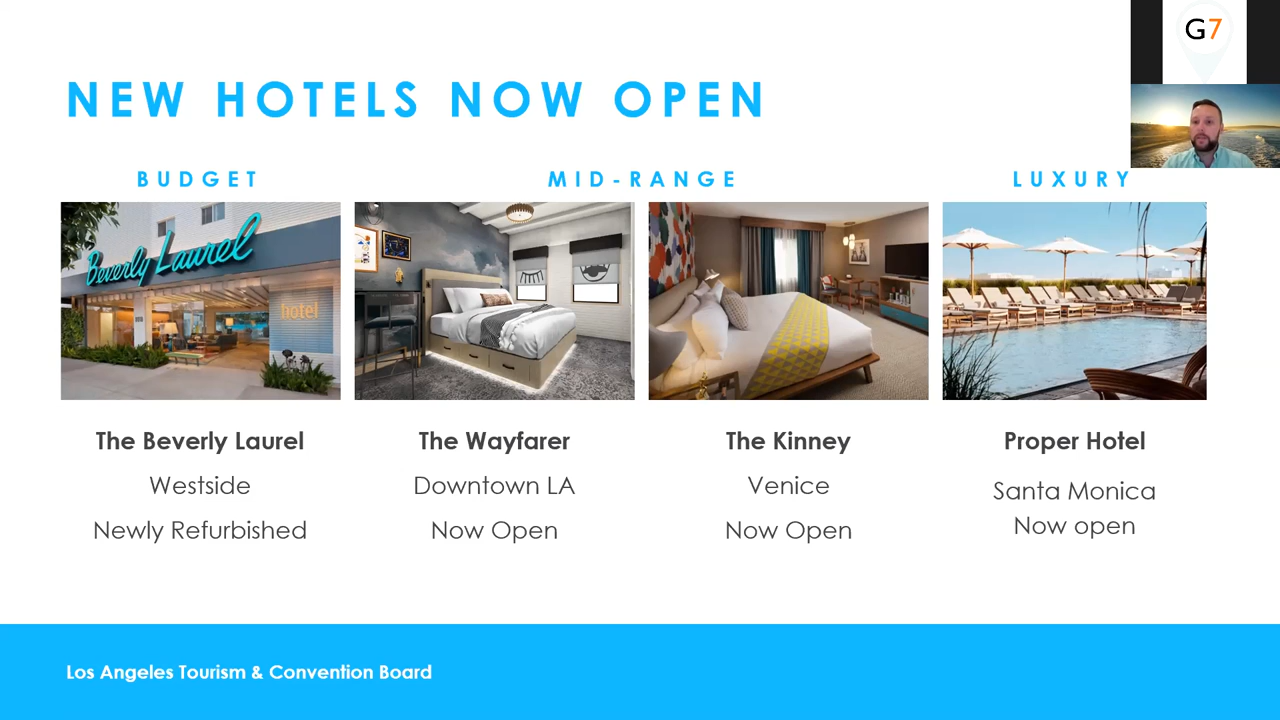 G7
NEW HOTELS NOW OPEN
BUDGET
MID-RANGE
LUXURY
Beverly Laurel
hotel
The Beverly Laurel
Westside
Newly Refurbished
The Wayfarer
Downtown LA
Now Open
The Kinney
Venice
Now Open
Proper Hotel
Santa Monica
Now open
Los Angeles Tourism & Convention Board